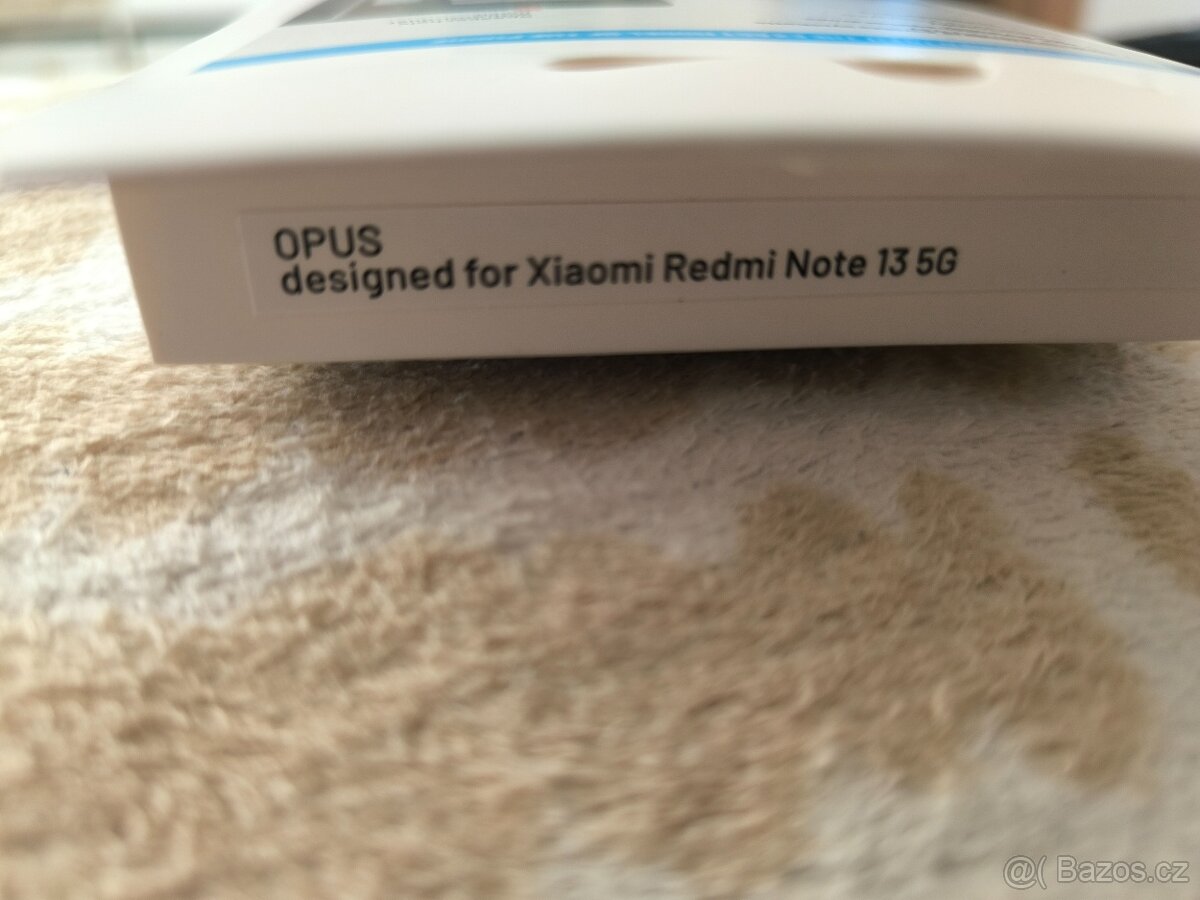 OPUS
designed for Xiaomi Redmi Note 13 5G
@( Bazos.cz